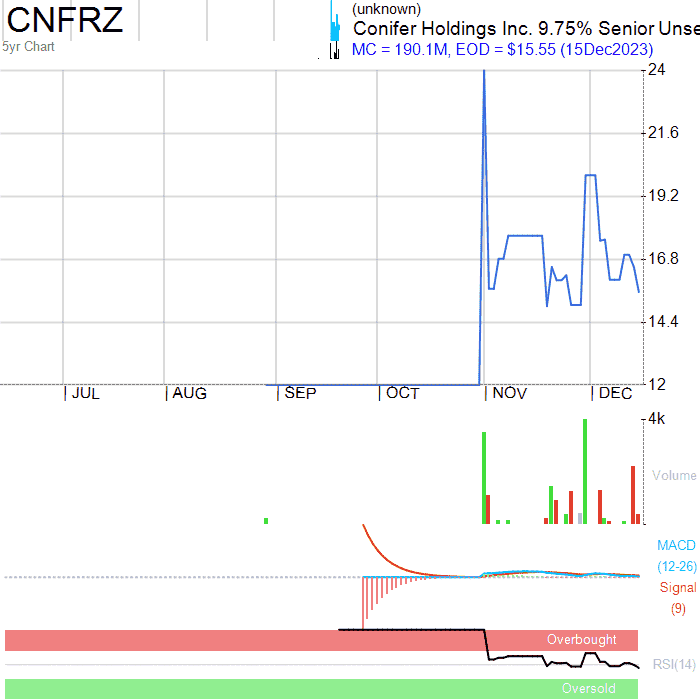 CNFRZ
(unknown)
Conifer Holdings Inc. 9.75% Senior Unse
5yr Chart
MC = 190.1M, EOD = $15.55 (15Dec2023)
24
21.6
19.2
16.8
14.4
12
JUL AUG SEP OCT NOV DEC
4k
Volume
MACD
(12-26)
Signal
(9)
Overbought
RSI(14)
Oversold